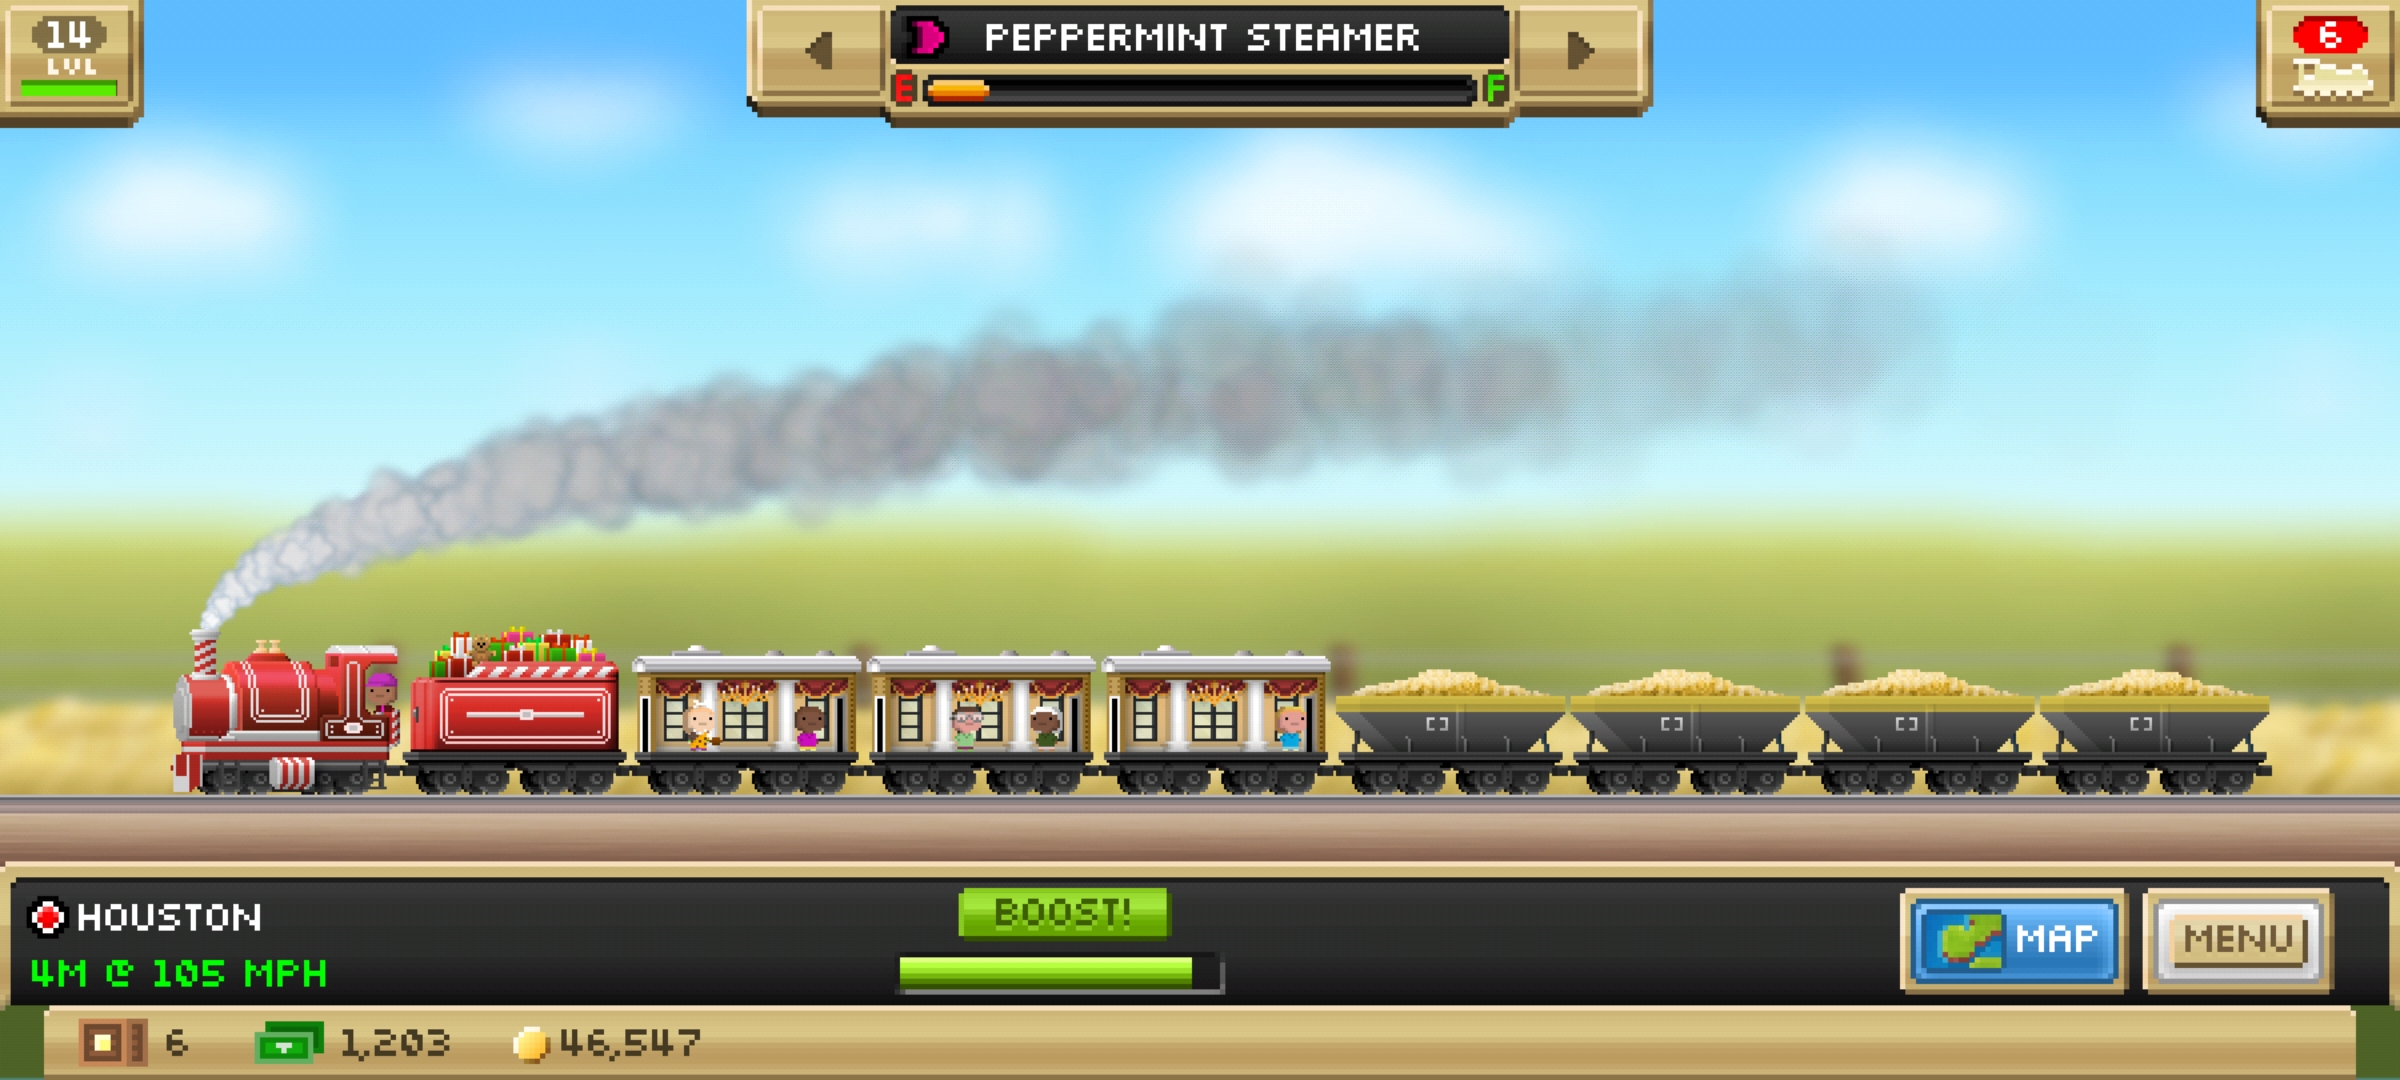 14
LVL
PEPPERMINT STEAMER
E F
6
HOUSTON
4M @ 105 MPH
BOOST!
MAP
MENU
6
1,203
46,547